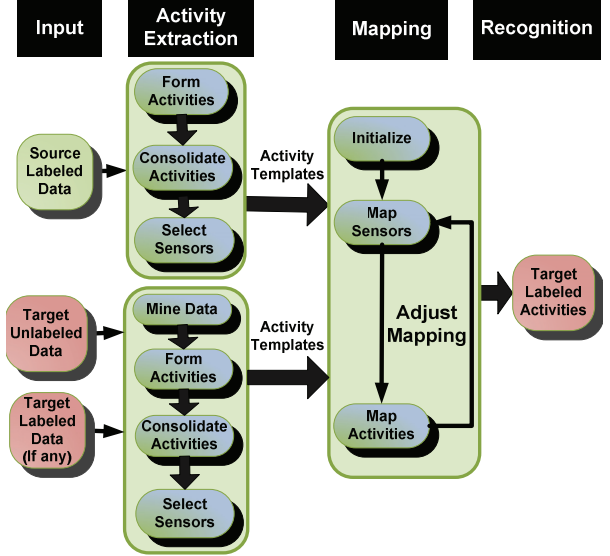 Input
Activity
Extraction
Mapping
Recognition
Source
Labeled
Data
Form
Activities
Consolidate
Activities
Select
Sensors
Activity
Templates
Target
Unlabeled
Data
Target
Labeled
Data
(If any)
Mine Data
Form
Activities
Consolidate
Activities
Select
Sensors
Activity
Templates
Initialize
Map
Sensors
Adjust
Mapping
Map
Activities
Target
Labeled
Activities